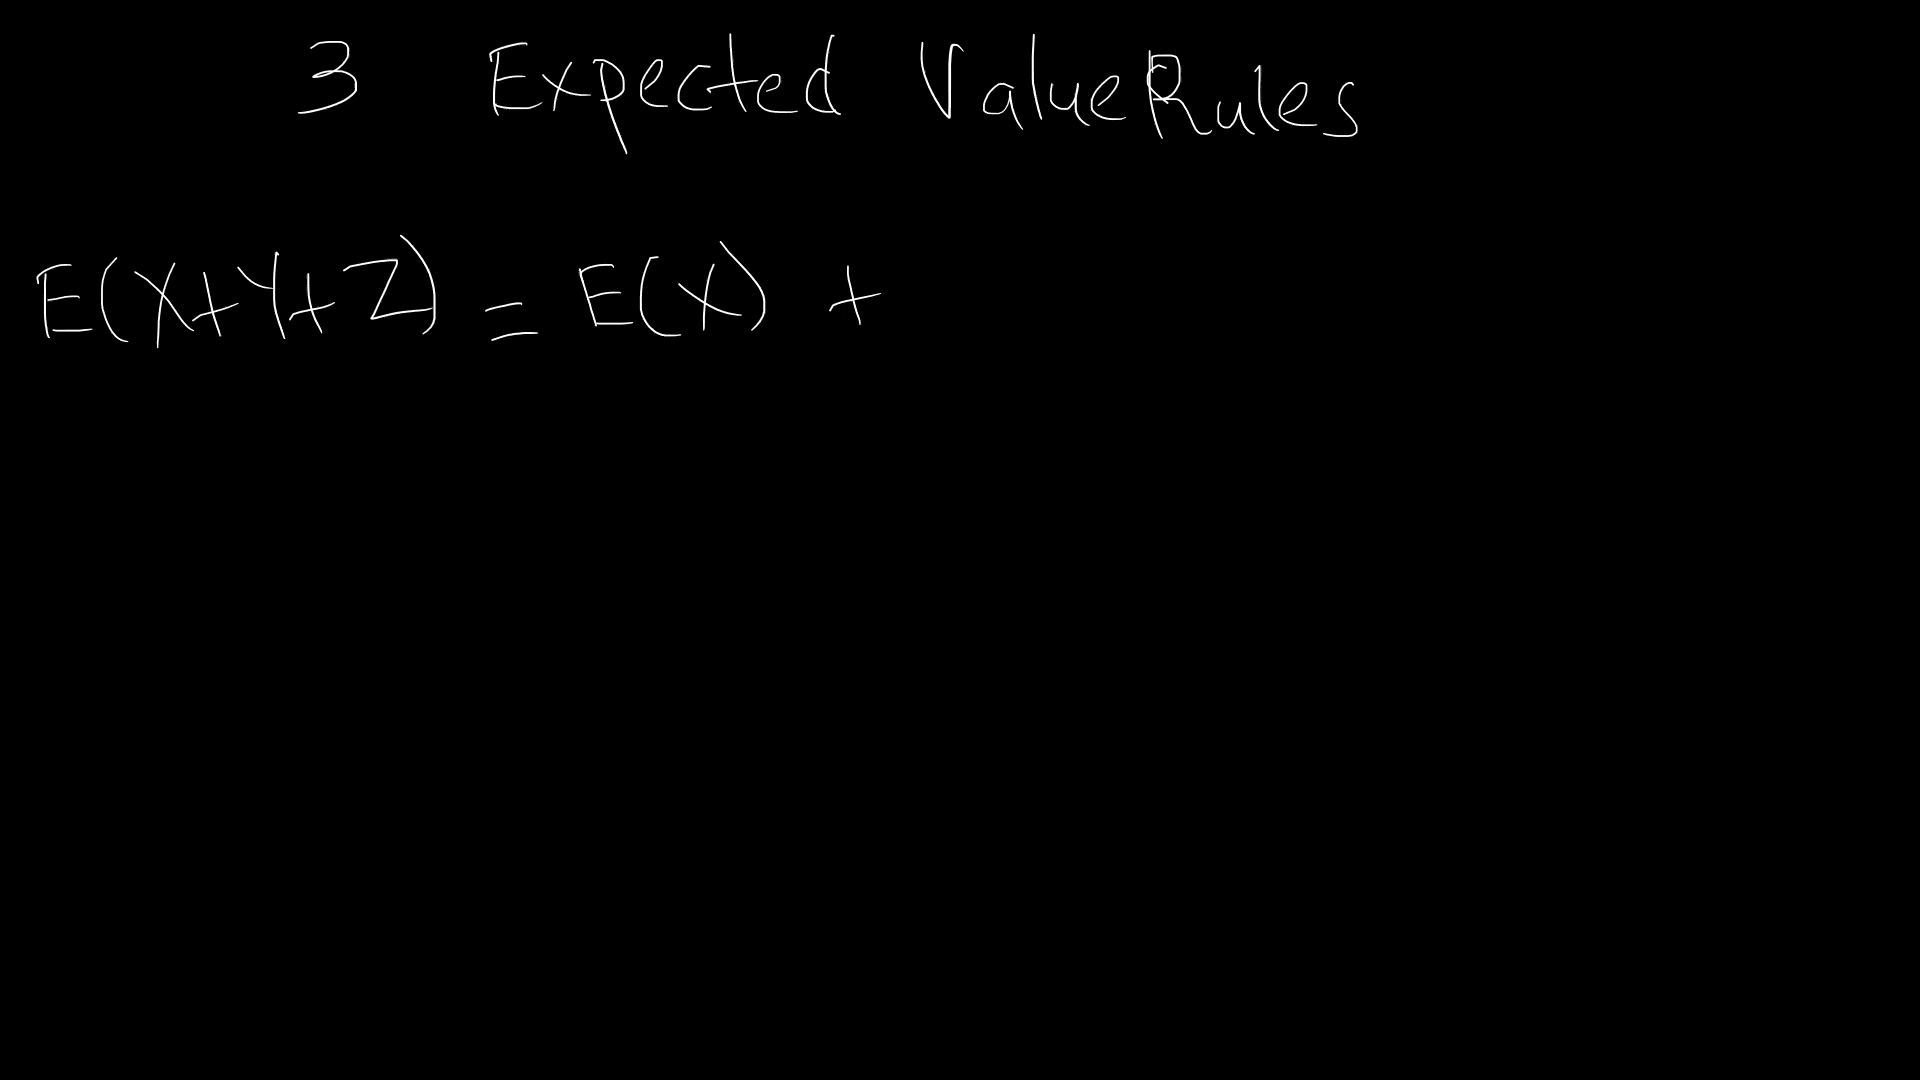 3 Expected Value Rules
E(X+Y+Z) = E(X) +